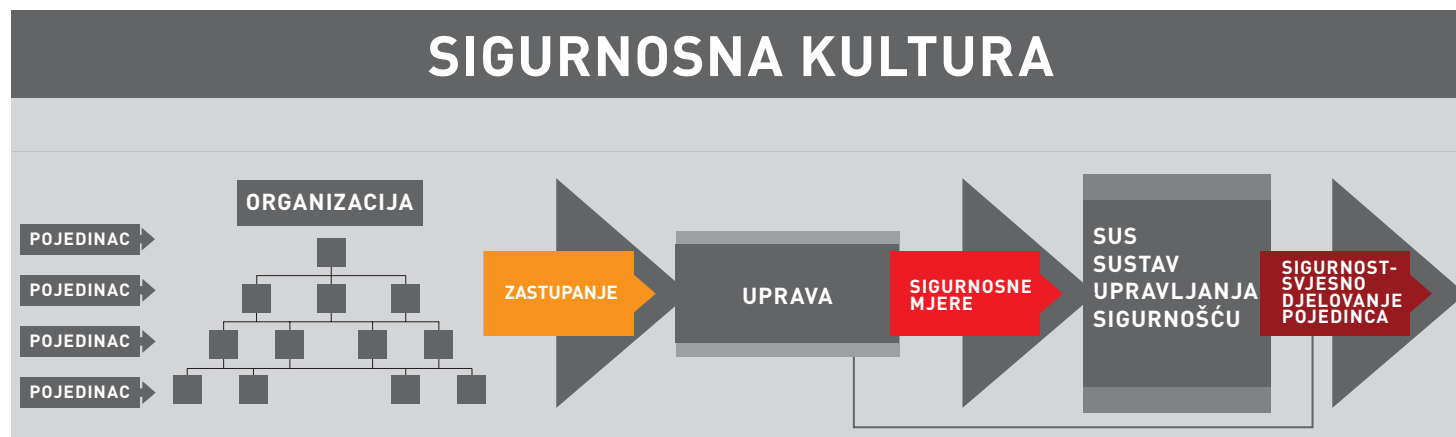 SIGURNOSNA KULTURA
ORGANIZACIJA
POJEDINAC
POJEDINAC
POJEDINAC
POJEDINAC
ZASTUPANJE
UPRAVA
SIGURNOSNE
MJERE
SUS
SUSTAV
UPRAVLJANJA
SIGURNOŠĆU
SIGURNOST-
SVJESNO
DJELOVANJE
POJEDINCA